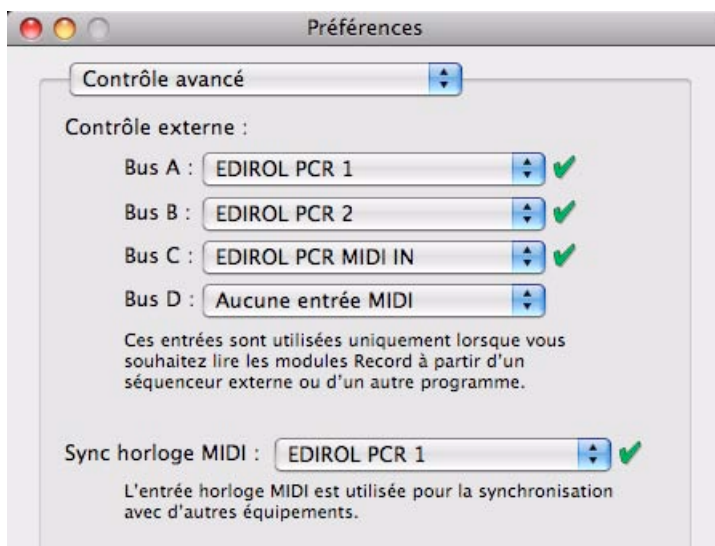 Préférences
Contrôle avancé
Contrôle externe :
Bus A : EDIROL PCR 1
Bus B : EDIROL PCR 2
Bus C : EDIROL PCR MIDI IN
Bus D : Aucune entrée MIDI
Ces entrées sont utilisées uniquement lorsque vous
souhaitez lire les modules Record à partir d'un
séquenceur externe ou d'un autre programme.
Sync horloge MIDI : EDIROL PCR 1
L'entrée horloge MIDI est utilisée pour la synchronisation
avec d'autres équipements.